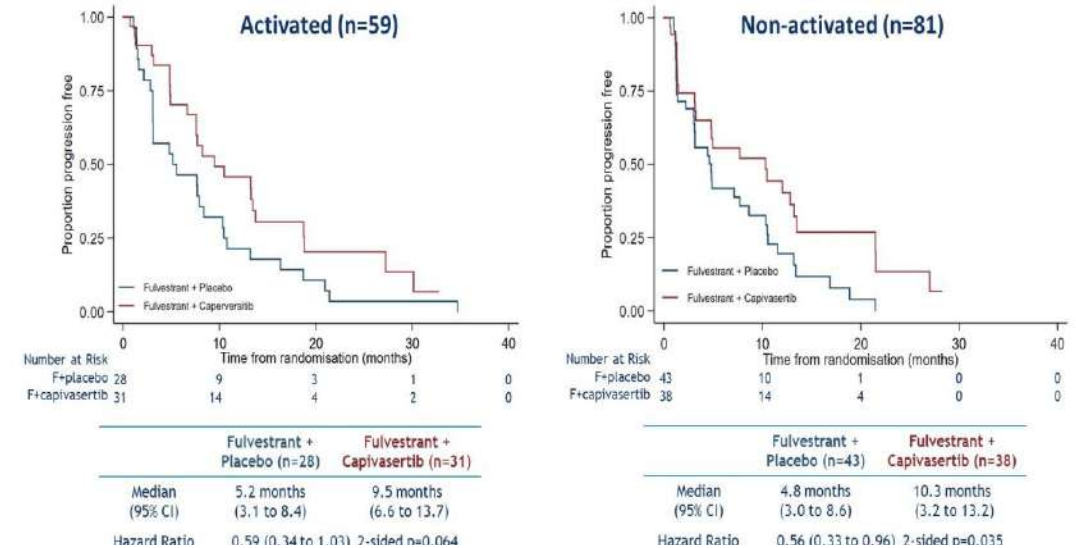 Activated (n=59)
Proportion progression free
1.00
0.75
0.50
0.25
0.00
Fulvestrant + Placebo
Fulvestrant + Caperversitib
0 10 20 30 40
Time from randomisation (months)
Number at Risk
F+placebo 28 9 3 1 0
F+capivasertib 31 14 4 2 0
Fulvestrant + Placebo (n=28)
Fulvestrant + Capivasertib (n=31)
Median (95% CI)
5.2 months (3.1 to 8.4)
9.5 months (6.6 to 13.7)
Hazard Ratio 0.59 (0.34 to 1.03) 2-sided p=0.064
Non-activated (n=81)
Proportion progression free
1.00
0.75
0.50
0.25
0.00
Fulvestrant + Placebo
Fulvestrant + Capivasertib
0 10 20 30 40
Time from randomisation (months)
Number at Risk
F+placebo 43 10 1 0 0
F+capivasertib 38 14 4 0 0
Fulvestrant + Placebo (n=43)
Fulvestrant + Capivasertib (n=38)
Median (95% CI)
4.8 months (3.0 to 8.6)
10.3 months (3.2 to 13.2)
Hazard Ratio 0.56 (0.33 to 0.96) 2-sided p=0.035